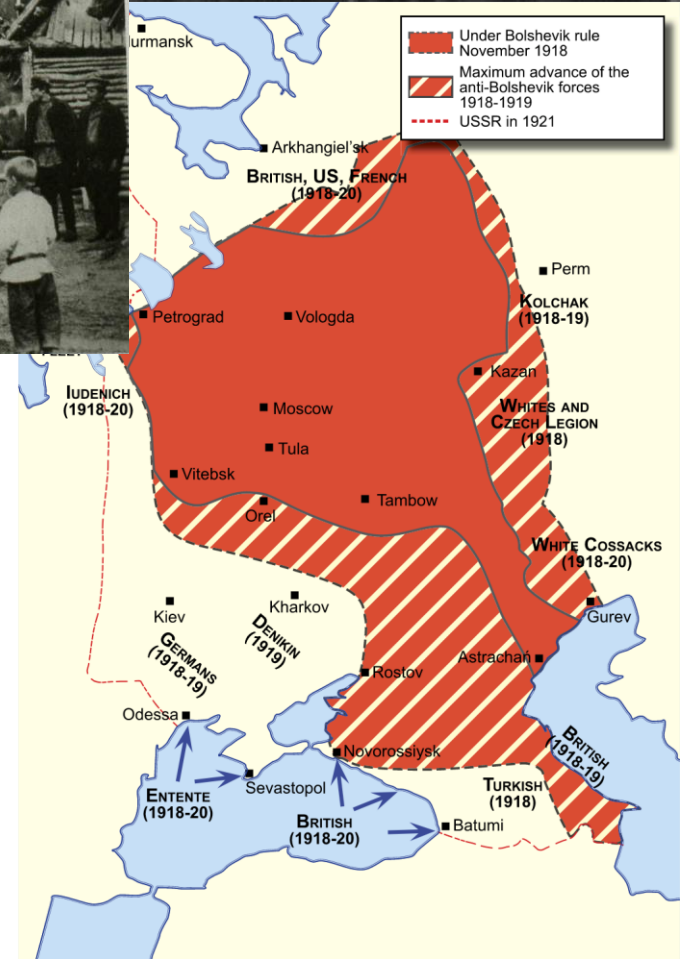 Under Bolshevik rule
November 1918
Maximum advance of the
anti-Bolshevik forces
1918-1919
USSR in 1921
urmansk
Arkhangiel'sk
BRITISH, US, FRENCH
(1918-20)
Perm
KOLCHAK
(1918-19)
Petrograd
Vologda
Kazan
IUDENICH
(1918-20)
Moscow
WHITES AND
CZECH LEGION
(1918)
Tula
Vitebsk
Tambow
Orel
WHITE COSSACKS
(1918-20)
Kiev
Kharkov
Gurev
DENIKIN
(1919)
GERMANS
(1918-19)
Astrachań
Rostov
Odessa
BRITISH
(1918-19)
Novorossiysk
Sevastopol
TURKISH
(1918)
ENTENTE
(1918-20)
BRITISH
(1918-20)
Batumi